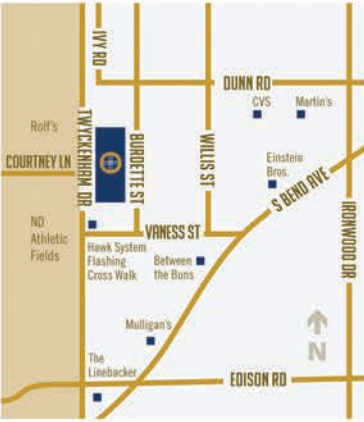 IVY RD
DUNN RD
CVS
Martin's
Rolf's
TWYCKENHAM DR
BURDETTE ST
WILLIS ST
COURTNEY LN
Einstein
Bros.
S BEND AVE
IRONWOOD DR
ND
Athletic
Fields
VANESS ST
Hawk System
Flashing
Cross Walk
Between
the Buns
Mulligan's
N
The
Linebacker
EDISON RD